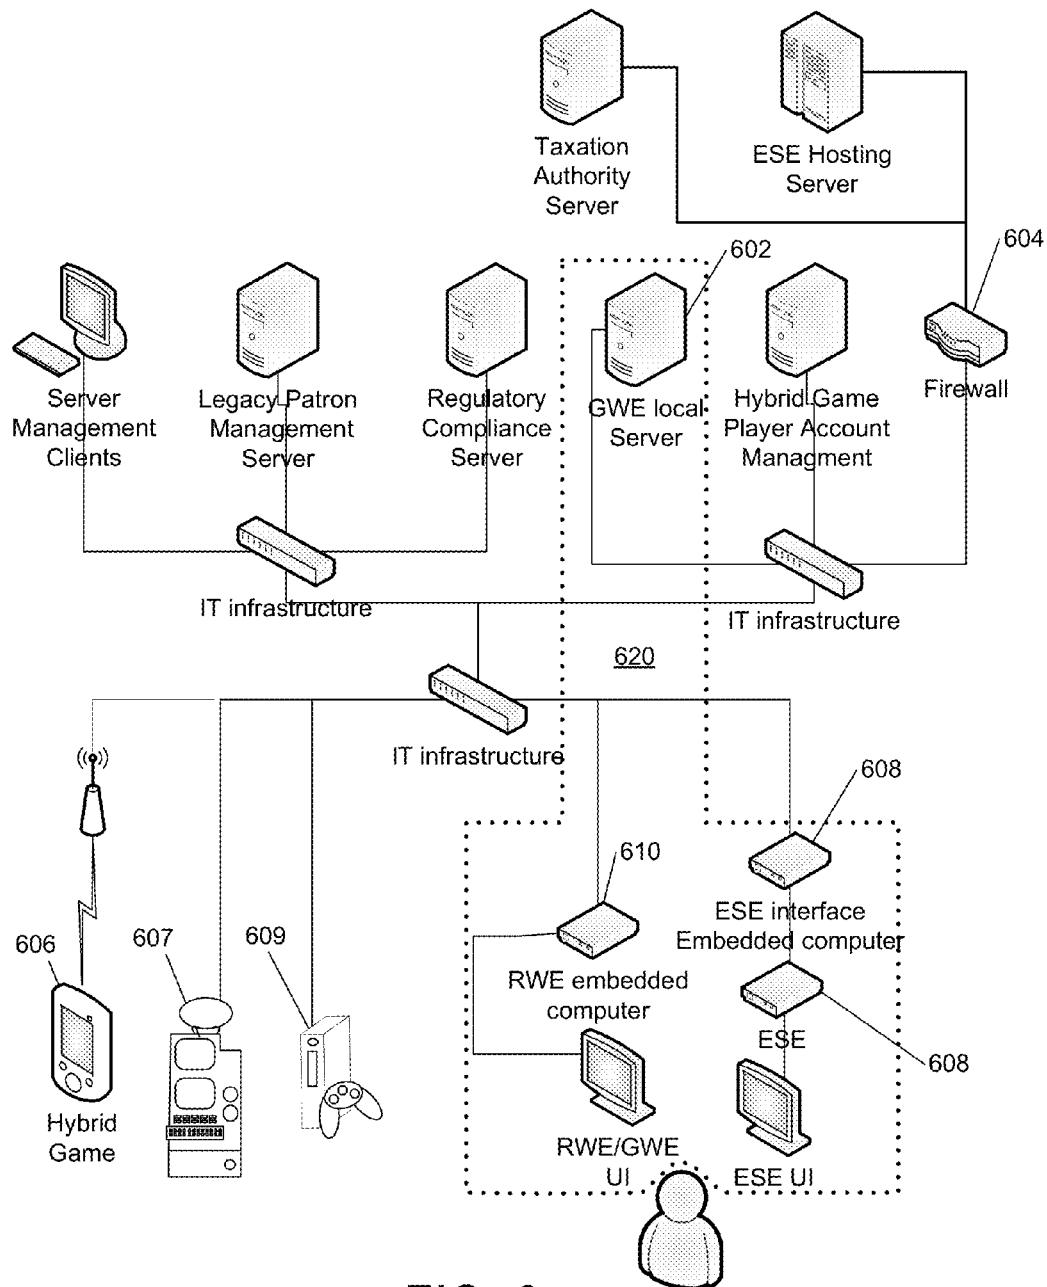 Taxation
Authority
Server
ESE Hosting
Server
602
604
Server
Management
Clients
Legacy Patron
Management
Server
Regulatory
Compliance
Server
GWE local
Server
Hybrid Game
Player Account
Managment
Firewall
IT infrastructure
IT infrastructure
620
IT infrastructure
608
610
ESE interface
Embedded computer
606
607
609
RWE embedded
computer
ESE
608
Hybrid
Game
RWE/GWE
UI
ESE UI